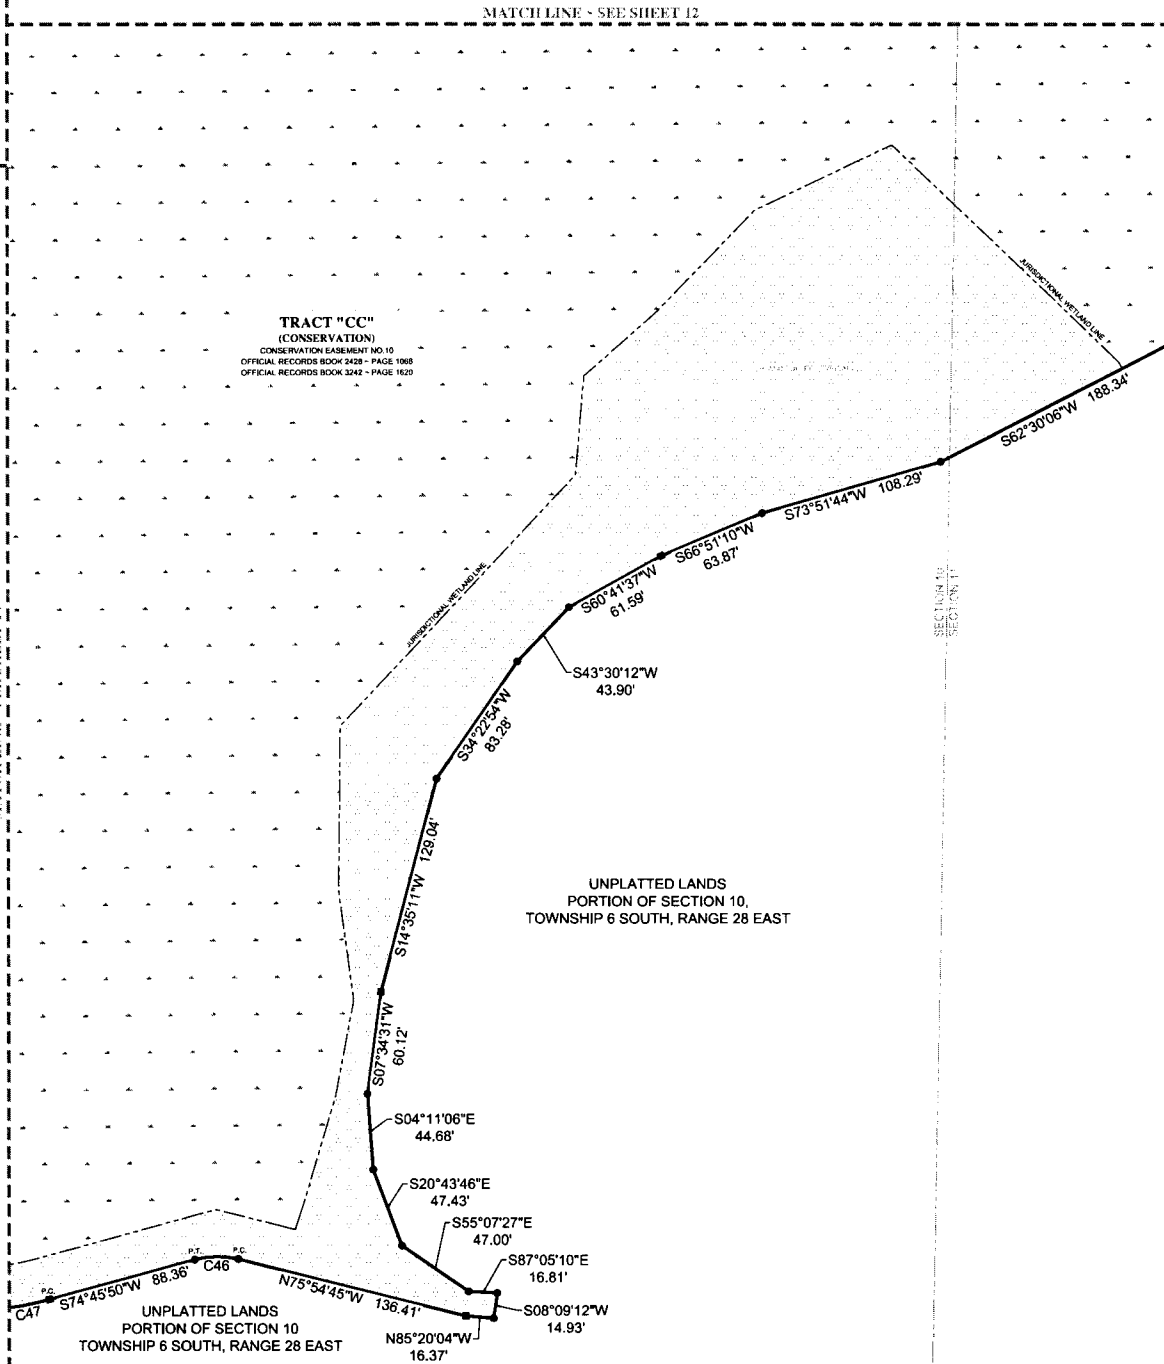 MATCH LINE - SEE SHEET 12
JURISDICTIONAL WETLAND LINE
TRACT "CC"
(CONSERVATION)
CONSERVATION EASEMENT NO.10
OFFICIAL RECORDS BOOK 2428 - PAGE 1068
OFFICIAL RECORDS BOOK 3242 - PAGE 1620
S62°30'06"W 188.34'
S73°51'44"W 108.29'
S66°51'10"W
63.87'
S60°41'37"W
61.59'
JURISDICTIONAL WETLAND LINE
SECTION 10
SECTION 11
S43°30'12"W
43.90'
S34°22'54"W
83.28'
S14°35'11"W 129.04'
UNPLATTED LANDS
PORTION OF SECTION 10,
TOWNSHIP 6 SOUTH, RANGE 28 EAST
S07°34'31"W
60.12'
S04°11'06"E
44.68'
S20°43'46"E
47.43'
S55°07'27"E
47.00'
S87°05'10"E
16.81'
S08°09'12"W
14.93'
N85°20'04"W
16.37'
N75°54'45"W 136.41'
P.C.
C46
P.T.
S74°45'50"W 88.36'
P.C.
C47
UNPLATTED LANDS
PORTION OF SECTION 10
TOWNSHIP 6 SOUTH, RANGE 28 EAST